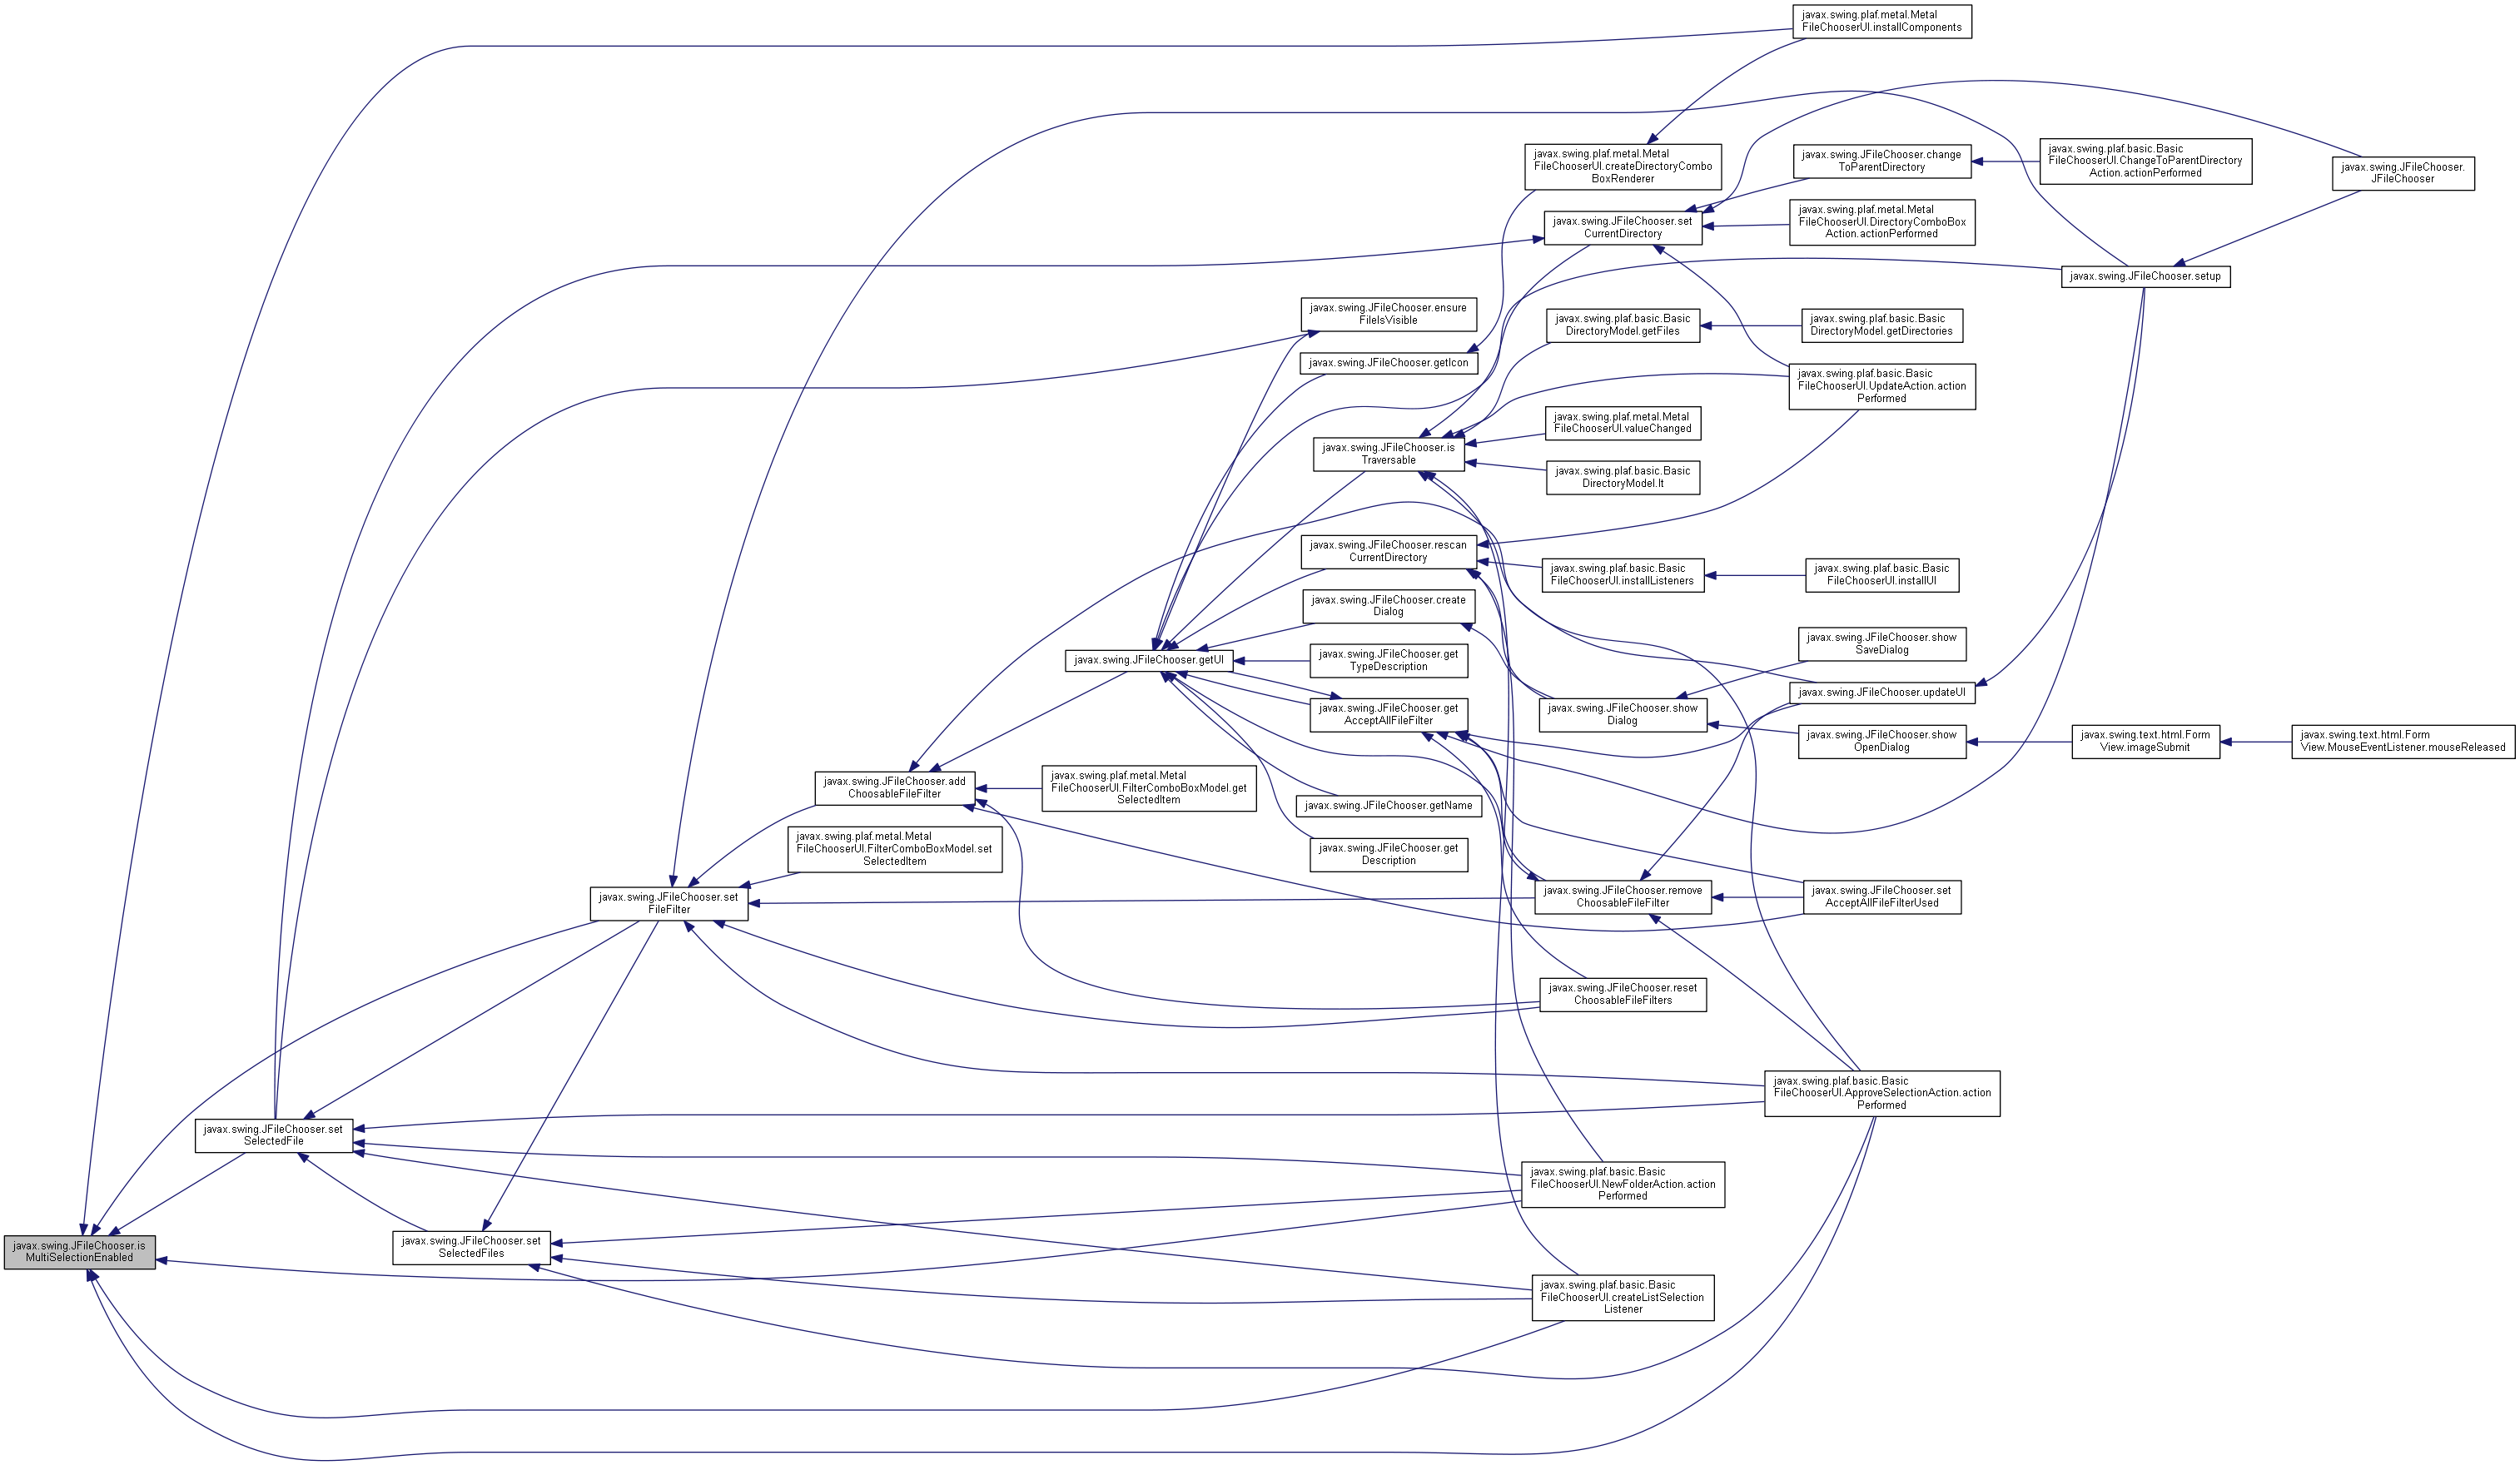 javax.swing.plaf.metal.Metal
FileChooserUI.installComponents
javax.swing.plaf.metal.Metal
FileChooserUI.createDirectoryCombo
BoxRenderer
javax.swing.JFileChooser.change
ToParentDirectory
javax.swing.plaf.basic.Basic
FileChooserUI.ChangeToParentDirectory
Action.actionPerformed
javax.swing.JFileChooser.
JFileChooser
javax.swing.JFileChooser.set
CurrentDirectory
javax.swing.plaf.metal.Metal
FileChooserUI.DirectoryComboBox
Action.actionPerformed
javax.swing.JFileChooser.setup
javax.swing.JFileChooser.ensure
FileIsVisible
javax.swing.plaf.basic.Basic
DirectoryModel.getFiles
javax.swing.plaf.basic.Basic
DirectoryModel.getDirectories
javax.swing.JFileChooser.getIcon
javax.swing.plaf.basic.Basic
FileChooserUI.UpdateAction.action
Performed
javax.swing.plaf.metal.Metal
FileChooserUI.valueChanged
javax.swing.JFileChooser.is
Traversable
javax.swing.plaf.basic.Basic
DirectoryModel.lt
javax.swing.JFileChooser.rescan
CurrentDirectory
javax.swing.plaf.basic.Basic
FileChooserUI.installListeners
javax.swing.plaf.basic.Basic
FileChooserUI.installUI
javax.swing.JFileChooser.create
Dialog
javax.swing.JFileChooser.show
SaveDialog
javax.swing.JFileChooser.getUI
javax.swing.JFileChooser.get
TypeDescription
javax.swing.JFileChooser.updateUI
javax.swing.JFileChooser.get
AcceptAllFileFilter
javax.swing.JFileChooser.show
Dialog
javax.swing.JFileChooser.show
OpenDialog
javax.swing.text.html.Form
View.imageSubmit
javax.swing.text.html.Form
View.MouseEventListener.mouseReleased
javax.swing.JFileChooser.add
ChoosableFileFilter
javax.swing.plaf.metal.Metal
FileChooserUI.FilterComboBoxModel.get
SelectedItem
javax.swing.JFileChooser.getName
javax.swing.plaf.metal.Metal
FileChooserUI.FilterComboBoxModel.set
SelectedItem
javax.swing.JFileChooser.get
Description
javax.swing.JFileChooser.set
FileFilter
javax.swing.JFileChooser.remove
ChoosableFileFilter
javax.swing.JFileChooser.set
AcceptAllFileFilterUsed
javax.swing.JFileChooser.reset
ChoosableFileFilters
javax.swing.plaf.basic.Basic
FileChooserUI.ApproveSelectionAction.action
Performed
javax.swing.JFileChooser.set
SelectedFile
javax.swing.plaf.basic.Basic
FileChooserUI.NewFolderAction.action
Performed
javax.swing.JFileChooser.is
MultiSelectionEnabled
javax.swing.JFileChooser.set
SelectedFiles
javax.swing.plaf.basic.Basic
FileChooserUI.createListSelection
Listener